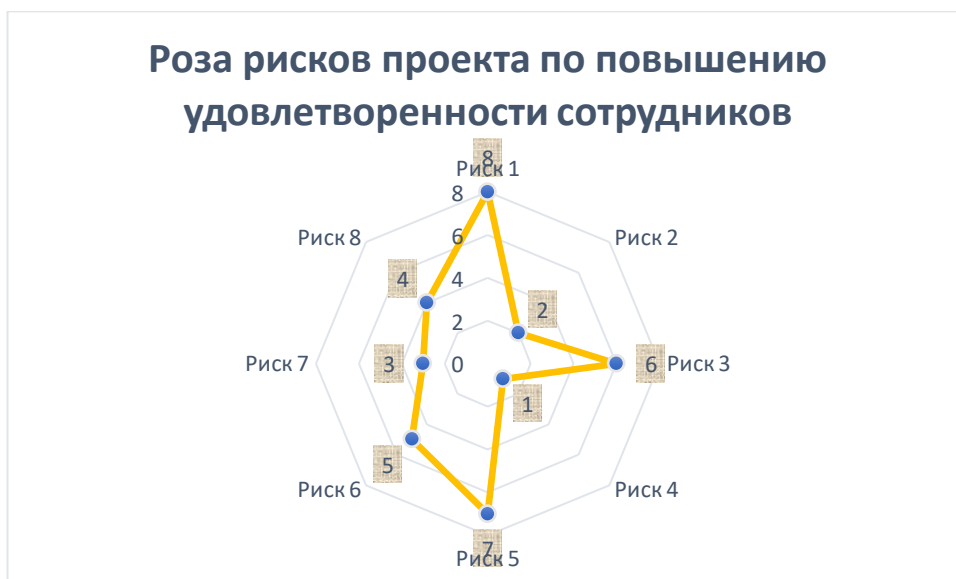 Роза рисков проекта по повышению
удовлетворенности сотрудников
8
Риск 1
8
Риск 8
Риск 2
6
4
4
2
2
Риск 7
3
0
6
Риск 3
1
5
Риск 6
Риск 4
7
Риск 5